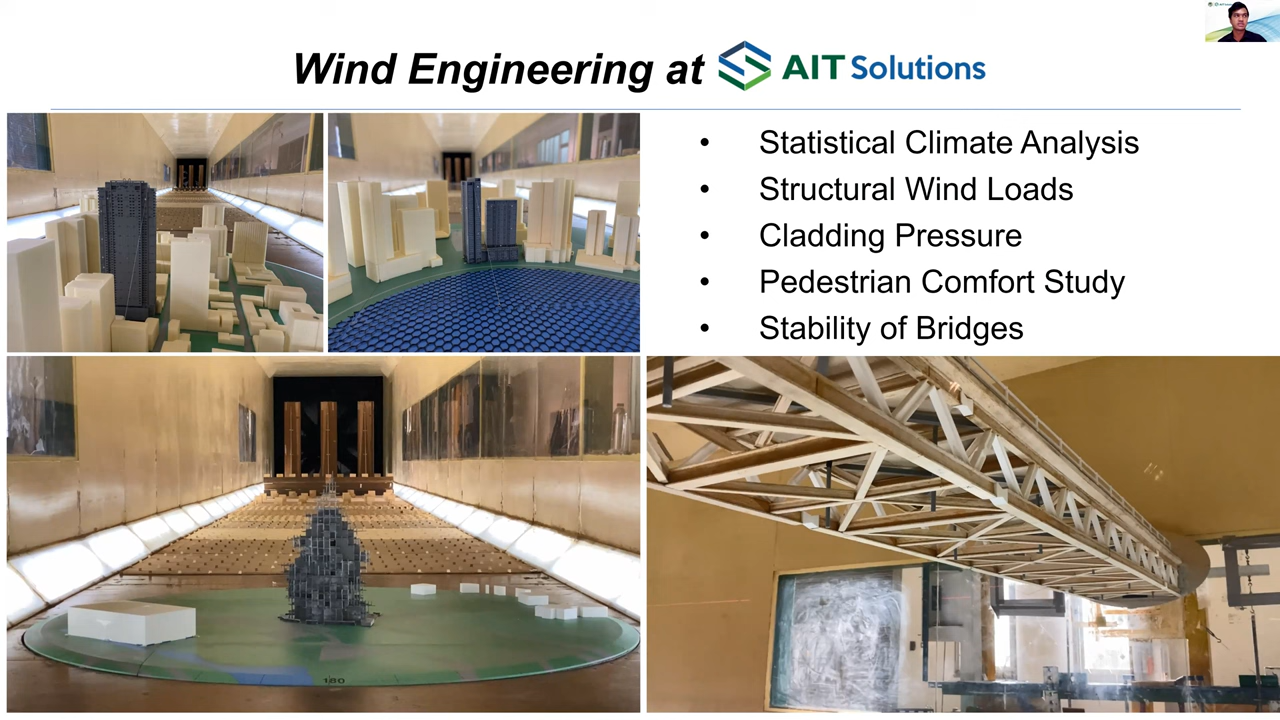 Wind Engineering at AIT Solutions
• Statistical Climate Analysis
• Structural Wind Loads
• Cladding Pressure
• Pedestrian Comfort Study
• Stability of Bridges
180